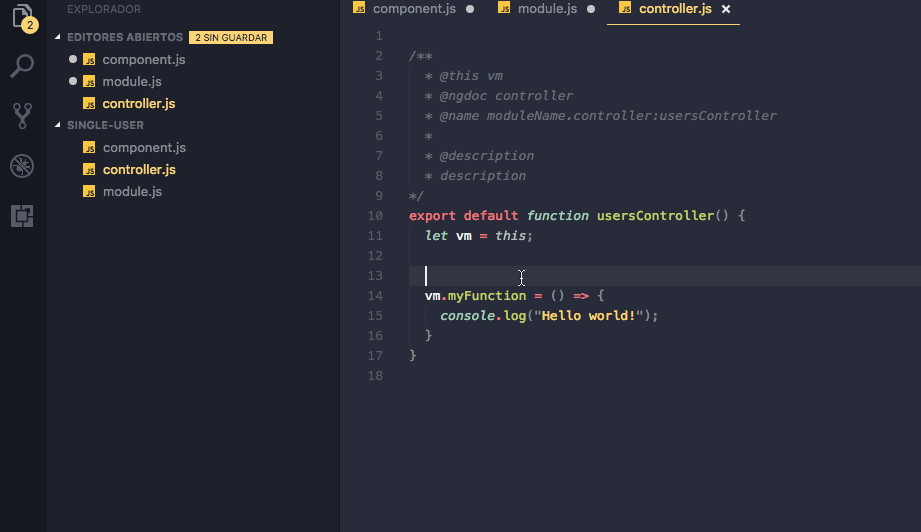 2
EXPLORADOR
EDITORES ABIERTOS 2 SIN GUARDAR
JS component.js
JS module.js
JS controller.js
SINGLE-USER
JS component.js
JS controller.js
JS module.js
JS component.js JS module.js JS controller.js
1
2 /**
3 * @this vm
4 * @ngdoc controller
5 * @name moduleName.controller:usersController
6 *
7 * @description
8 * description
9 */
10 export default function usersController() {
11 let vm = this;
12
13
14 vm.myFunction = () => {
15 console.log("Hello world!");
16 }
17 }
18